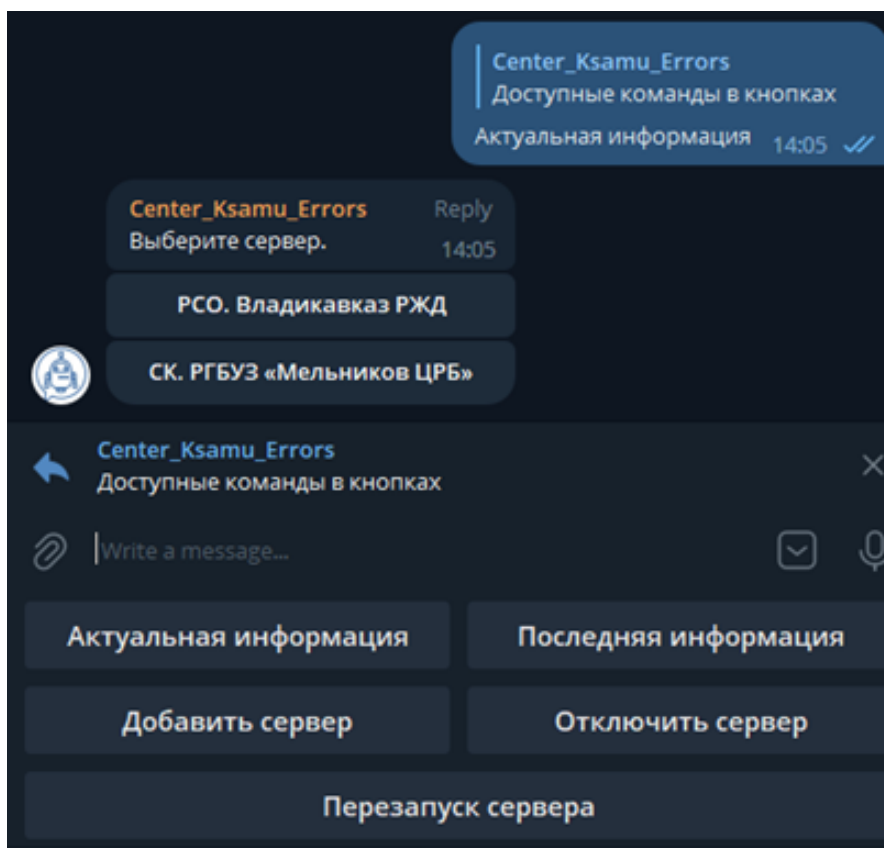 Center_Ksamu_Errors
Доступные команды в кнопках
Актуальная информация 14:05
Center_Ksamu_Errors Reply
Выберите сервер. 14:05
РСО. Владикавказ РЖД
СК. РГБУЗ «Мельников ЦРБ»
Center_Ksamu_Errors
Доступные команды в кнопках
Write a message...
Актуальная информация Последняя информация
Добавить сервер Отключить сервер
Перезапуск сервера